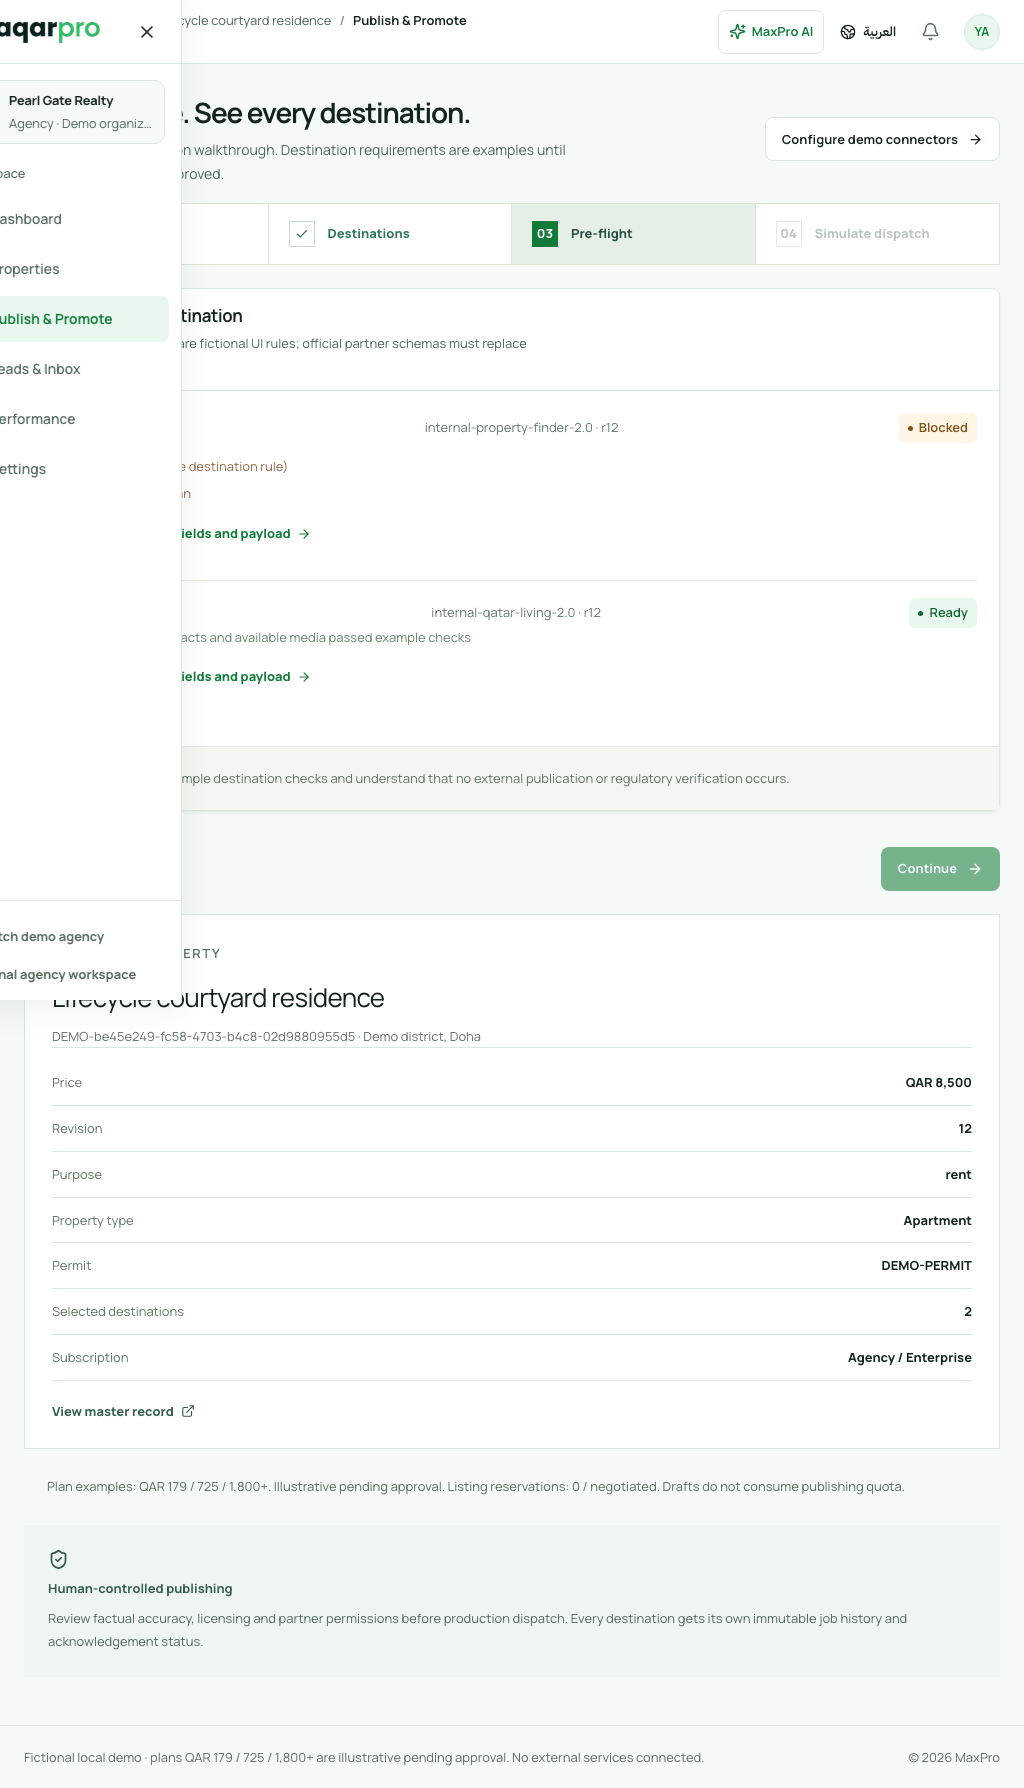 aqarpro
cycle courtyard residence / Publish & Promote
MaxPro AI
العربية
YA
Pearl Gate Realty
Agency · Demo organiz...
pace
ashboard
roperties
ublish & Promote
eads & Inbox
erformance
ettings
tch demo agency
nal agency workspace
e. See every destination.
on walkthrough. Destination requirements are examples until
proved.
Configure demo connectors
Destinations
03 Pre-flight
04 Simulate dispatch
tination
are fictional UI rules; official partner schemas must replace
internal-property-finder-2.0 · r12
Blocked
e destination rule)
an
ields and payload
internal-qatar-living-2.0 · r12
Ready
acts and available media passed example checks
ields and payload
mple destination checks and understand that no external publication or regulatory verification occurs.
Continue
ERTY
Lifecycle courtyard residence
DEMO-be45e249-fc58-4703-b4c8-02d9880955d5 · Demo district, Doha
Price QAR 8,500
Revision 12
Purpose rent
Property type Apartment
Permit DEMO-PERMIT
Selected destinations 2
Subscription Agency / Enterprise
View master record
Plan examples: QAR 179 / 725 / 1,800+. Illustrative pending approval. Listing reservations: 0 / negotiated. Drafts do not consume publishing quota.
Human-controlled publishing
Review factual accuracy, licensing and partner permissions before production dispatch. Every destination gets its own immutable job history and
acknowledgement status.
Fictional local demo · plans QAR 179 / 725 / 1,800+ are illustrative pending approval. No external services connected.
© 2026 MaxPro